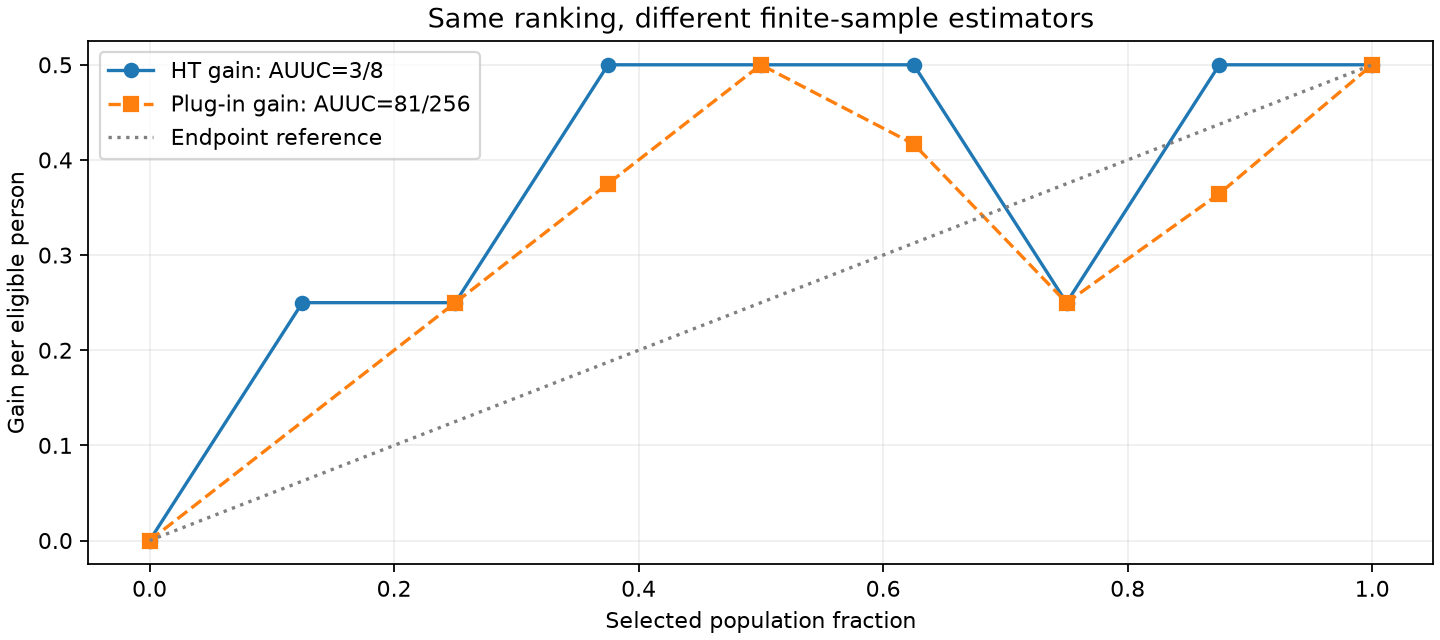 Same ranking, different finite-sample estimators
HT gain: AUUC=3/8
Plug-in gain: AUUC=81/256
Endpoint reference
Gain per eligible person
0.5
0.4
0.3
0.2
0.1
0.0
0.0 0.2 0.4 0.6 0.8 1.0
Selected population fraction